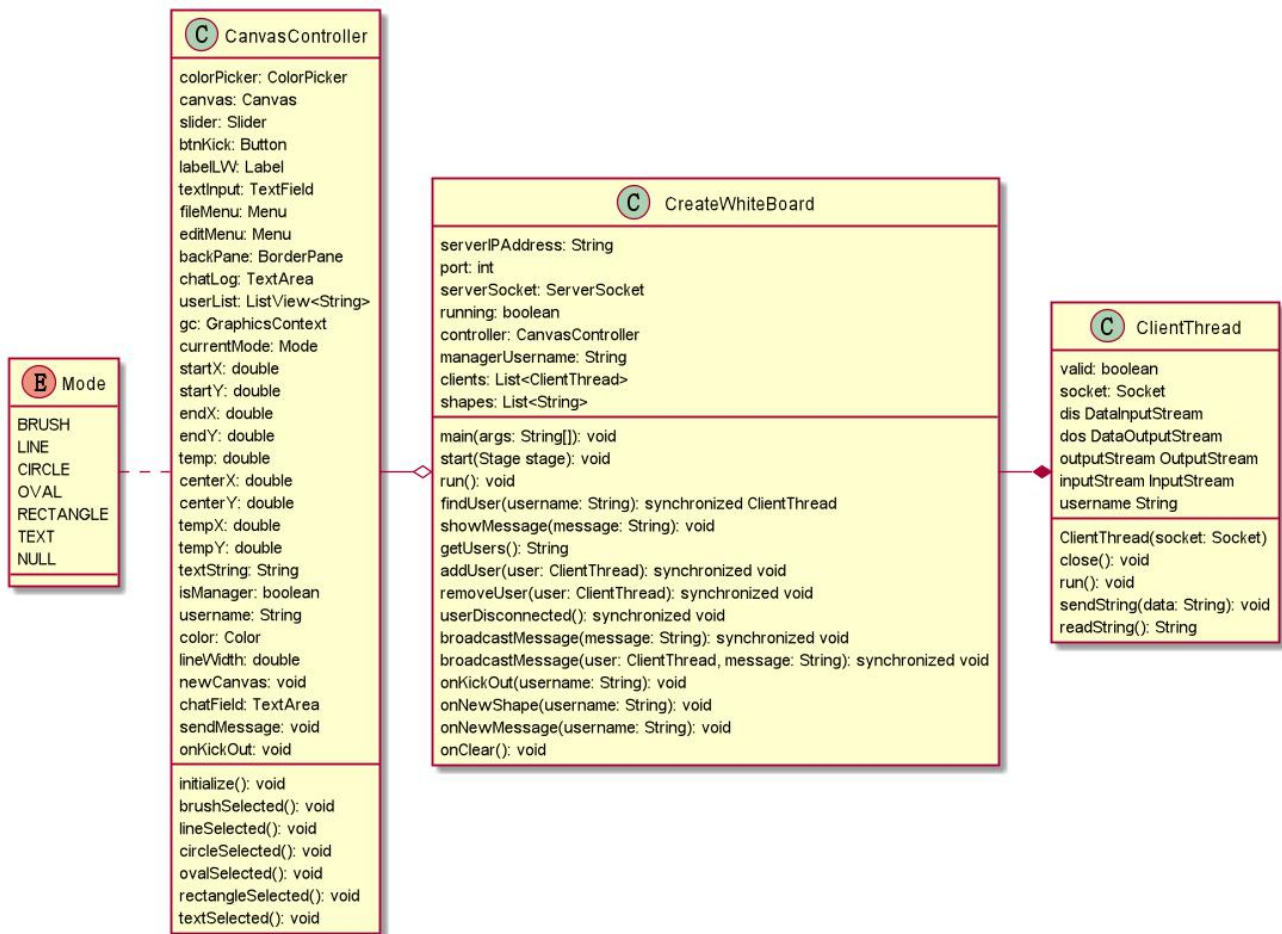 E Mode
BRUSH
LINE
CIRCLE
OVAL
RECTANGLE
TEXT
NULL
C CanvasController
colorPicker: ColorPicker
canvas: Canvas
slider: Slider
btnKick: Button
labelLW: Label
textInput: TextField
fileMenu: Menu
editMenu: Menu
backPane: BorderPane
chatLog: TextArea
userList: ListView<String>
gc: GraphicsContext
currentMode: Mode
startX: double
startY: double
endX: double
endY: double
temp: double
centerX: double
centerY: double
tempX: double
tempY: double
textString: String
isManager: boolean
username: String
color: Color
lineWidth: double
newCanvas: void
chatField: TextArea
sendMessage: void
onKickOut: void
initialize(): void
brushSelected(): void
lineSelected(): void
circleSelected(): void
ovalSelected(): void
rectangleSelected(): void
textSelected(): void
C CreateWhiteBoard
serverIPAddress: String
port: int
serverSocket: ServerSocket
running: boolean
controller: CanvasController
managerUsername: String
clients: List<ClientThread>
shapes: List<String>
main(args: String[]): void
start(Stage stage): void
run(): void
findUser(username: String): synchronized ClientThread
showMessage(message: String): void
getUsers(): String
addUser(user: ClientThread): synchronized void
removeUser(user: ClientThread): synchronized void
userDisconnected(): synchronized void
broadcastMessage(message: String): synchronized void
broadcastMessage(user: ClientThread, message: String): synchronized void
onKickOut(username: String): void
onNewShape(username: String): void
onNewMessage(username: String): void
onClear(): void
C ClientThread
valid: boolean
socket: Socket
dis DataInputStream
dos DataOutputStream
outputStream OutputStream
inputStream InputStream
username String
ClientThread(socket: Socket)
close(): void
run(): void
sendString(data: String): void
readString(): String